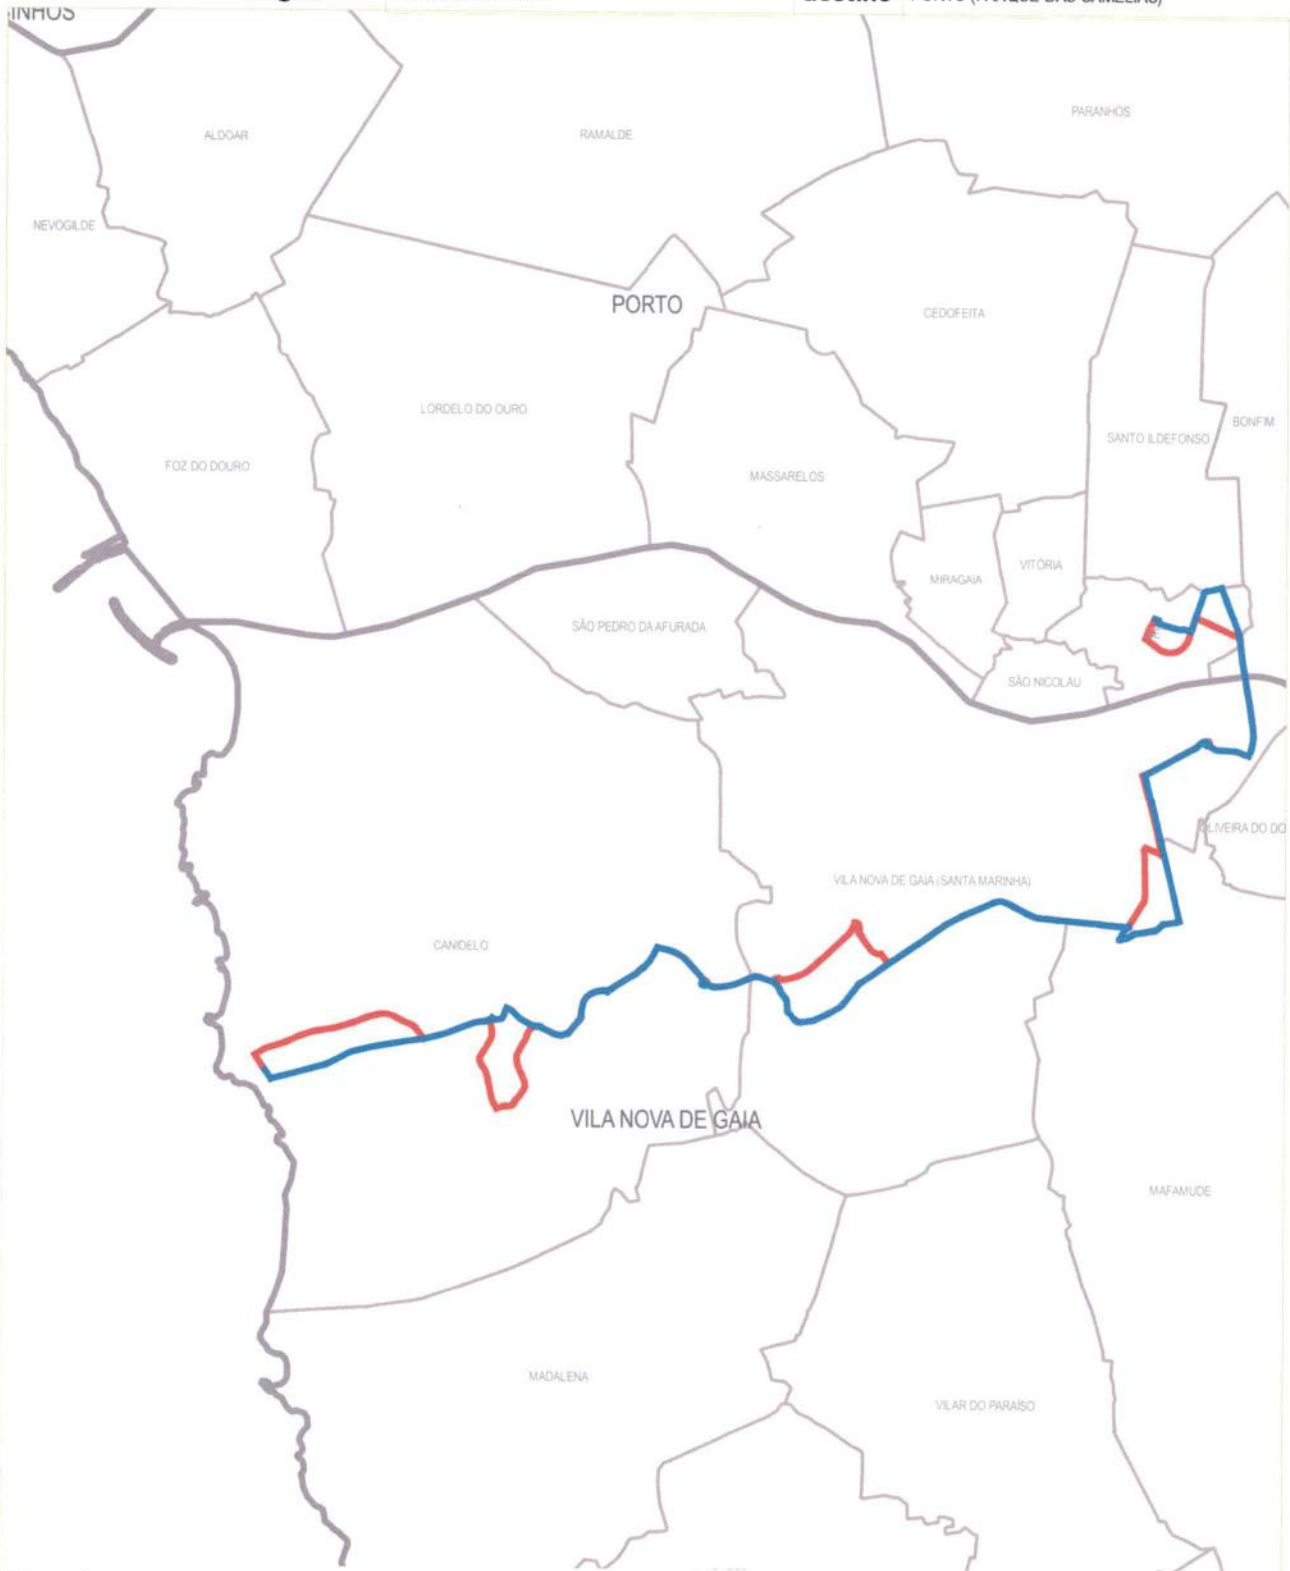 PORTO (PARQUE DAS CAMÉLIAS)
PARANHOS
ALDOAR
RAMALDE
NEVOGILDE
PORTO
CEDOFEITA
LORDELO DO OURO
BONFIM
SANTO ILDEFONSO
FOZ DO DOURO
MASSARELOS
VITÓRIA
MIRAGAIA
SÃO PEDRO DA AFURADA
SÃO NICOLAU
LIVEIRA DO DO
VILA NOVA DE GAIA (SANTA MARINHA)
CANIDELO
VILA NOVA DE GAIA
MAFAMUDE
MADALENA
VILAR DO PARAÍSO